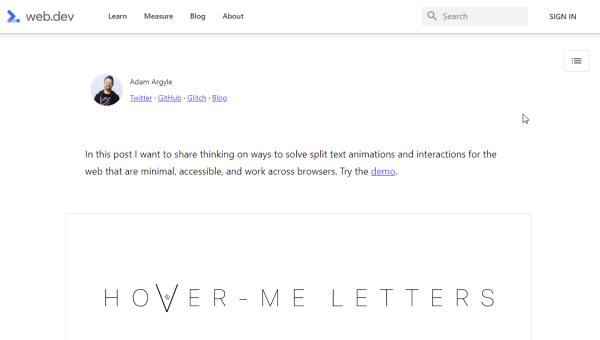 web.dev Learn Measure Blog About Search SIGN IN
Adam Argyle
Twitter · GitHub · Glitch · Blog
In this post I want to share thinking on ways to solve split text animations and interactions for the
web that are minimal, accessible, and work across browsers. Try the demo.
HOVER-ME LETTERS